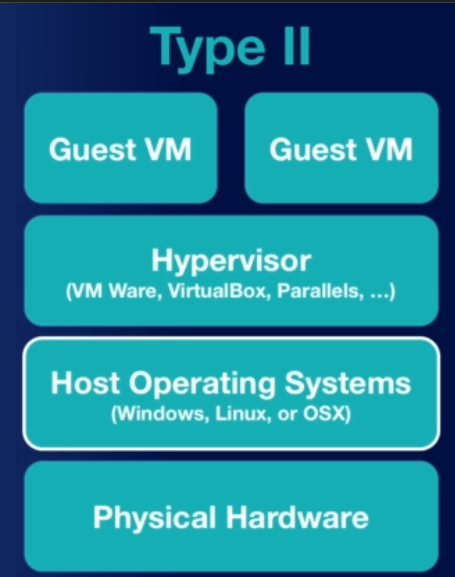 Type II
Guest VM
Guest VM
Hypervisor
(VM Ware, VirtualBox, Parallels, ...)
Host Operating Systems
(Windows, Linux, or OSX)
Physical Hardware